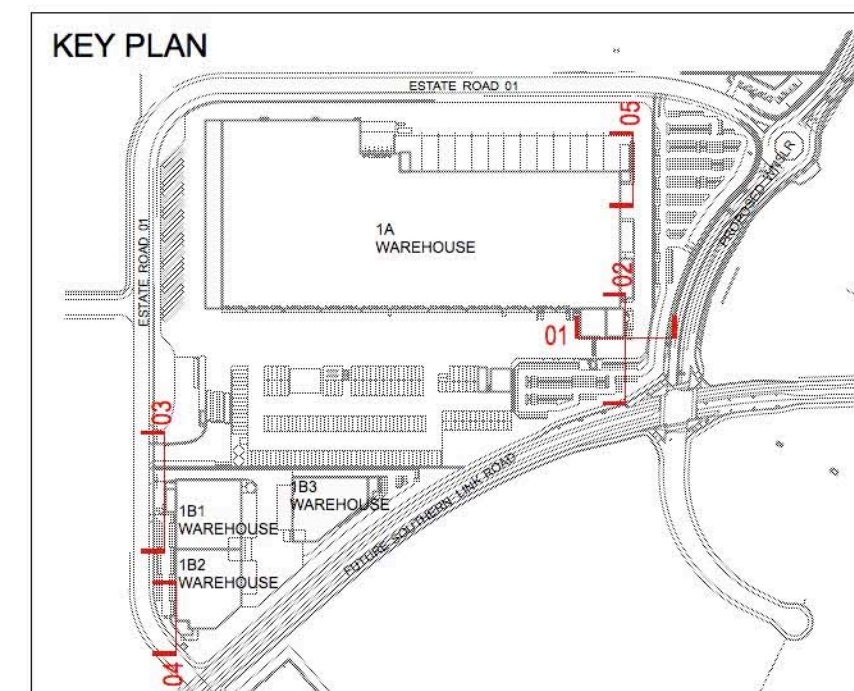 KEY PLAN
ESTATE ROAD 01
05
PROPOSED WNSLR
1A
WAREHOUSE
ESTATE ROAD 01
02
01
03
1B3
WAREHOUSE
1B1
WAREHOUSE
FUTURE SOUTHERN LINK ROAD
1B2
WAREHOUSE
04